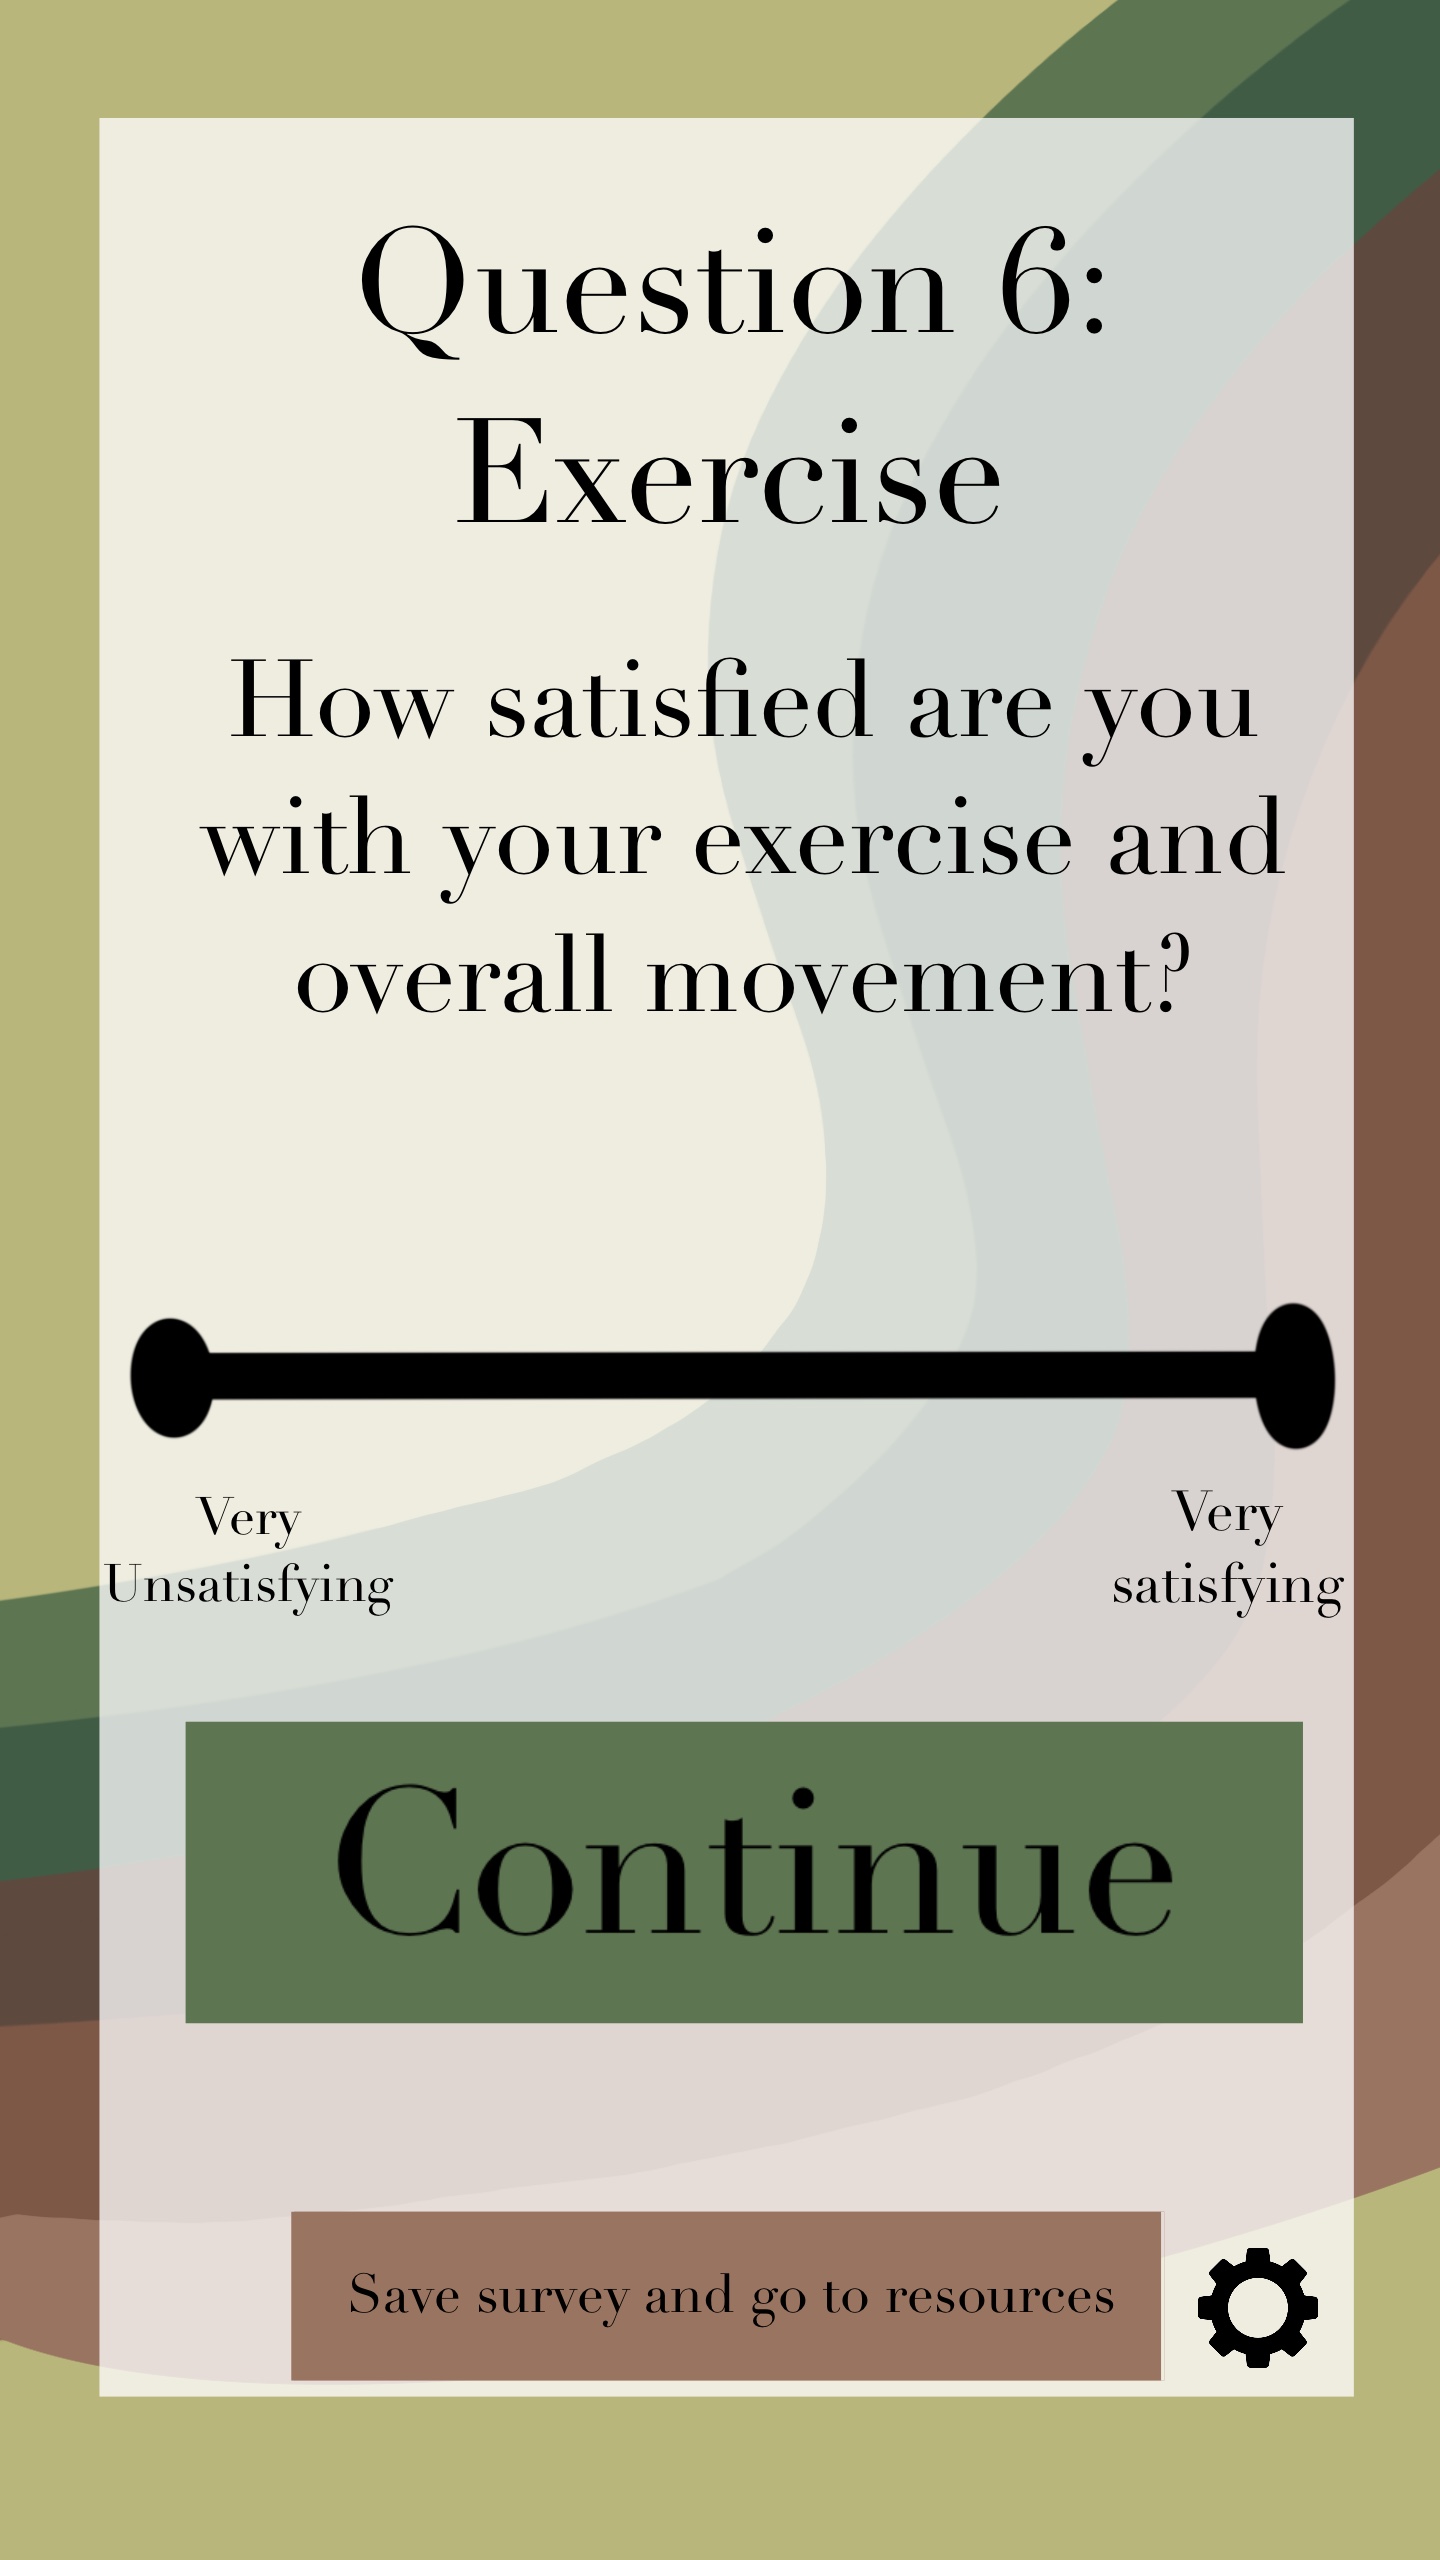 Question 6:
Exercise
How satisfied are you
with your exercise and
overall movement?
Very
Unsatisfying
Very
satisfying
Continue
Save survey and go to resources